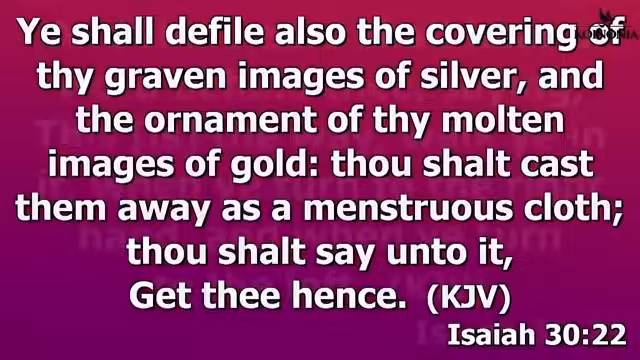 Ye shall defile also the covering of
KOINONIA
thy graven images of silver, and
the ornament of thy molten
images of gold: thou shalt cast
them away as a menstruous cloth;
thou shalt say unto it,
Get thee hence. (KJV)
Isaiah 30:22